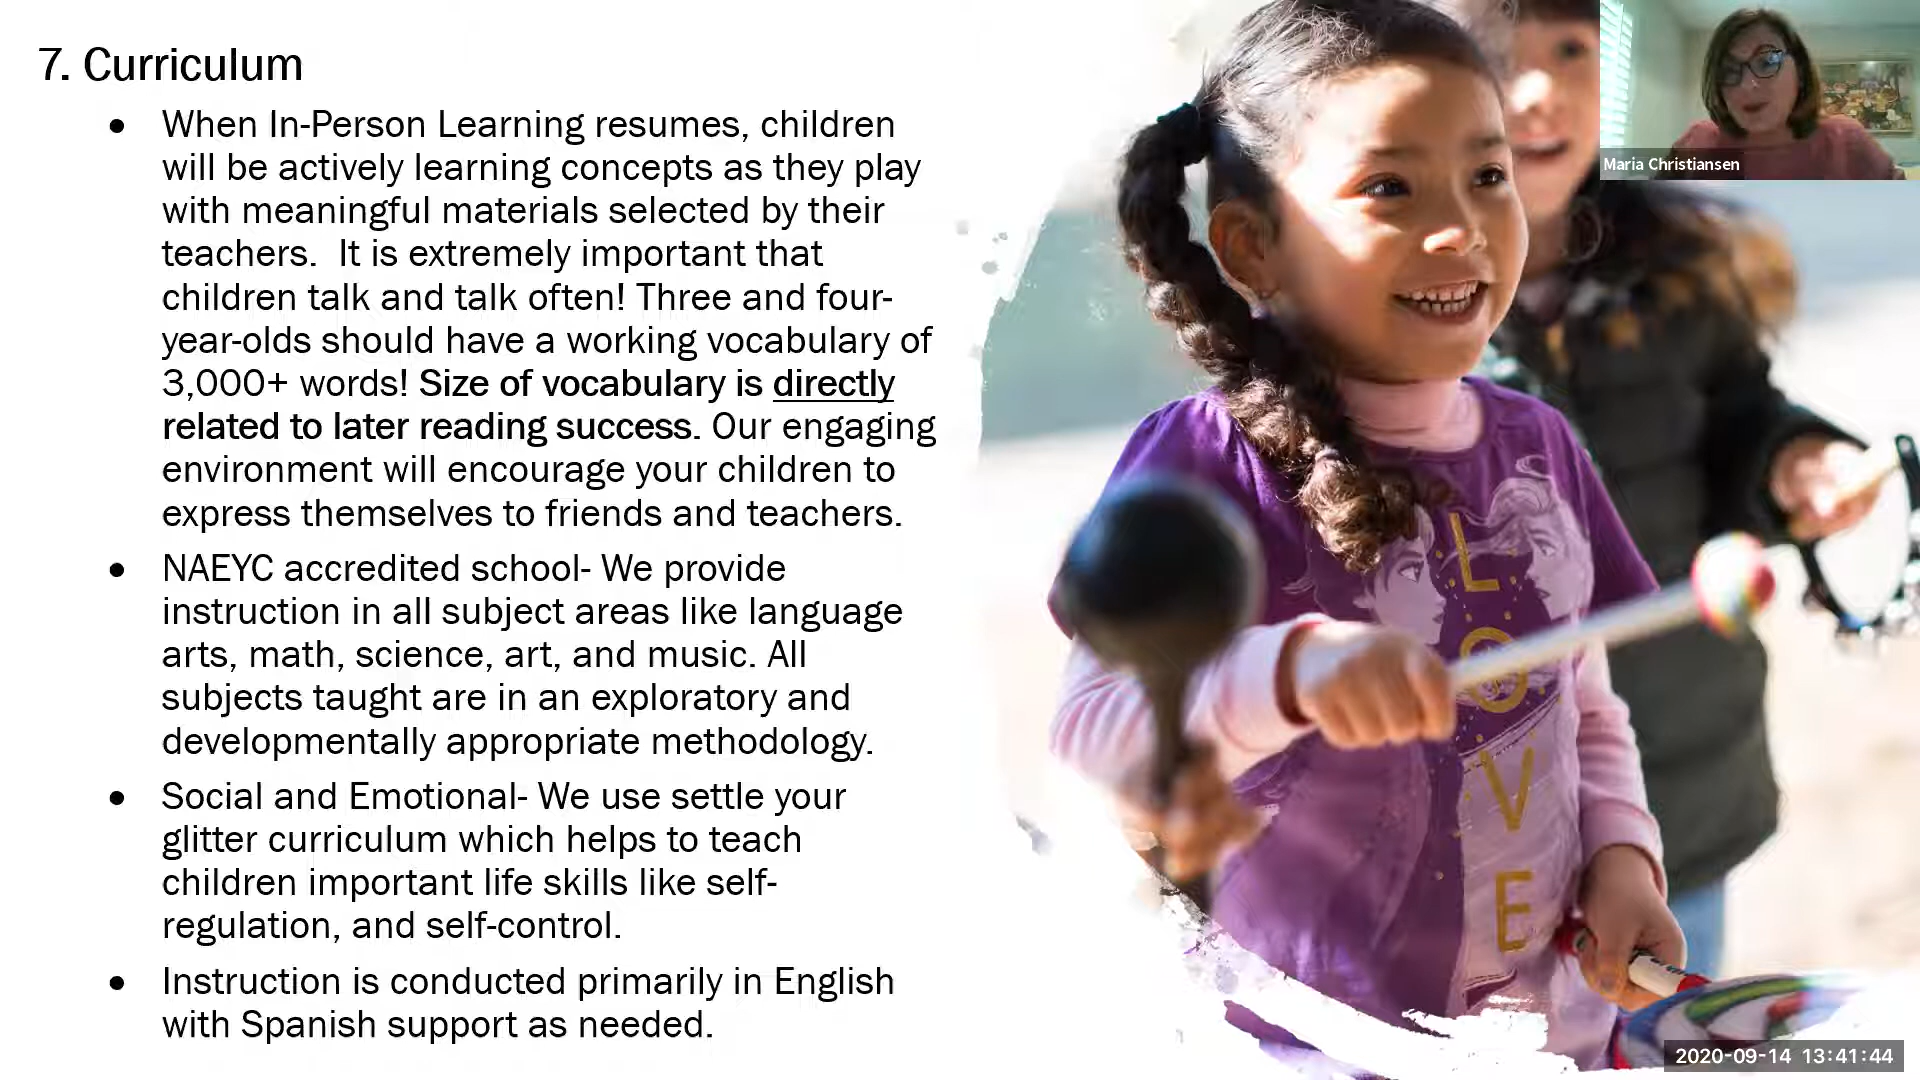 7. Curriculum
• When In-Person Learning resumes, children
will be actively learning concepts as they play
with meaningful materials selected by their
teachers.  It is extremely important that
children talk and talk often! Three and four-
year-olds should have a working vocabulary of
3,000+ words! Size of vocabulary is directly
related to later reading success. Our engaging
environment will encourage your children to
express themselves to friends and teachers.
• NAEYC accredited school- We provide
instruction in all subject areas like language
arts, math, science, art, and music. All
subjects taught are in an exploratory and
developmentally appropriate methodology.
• Social and Emotional- We use settle your
glitter curriculum which helps to teach
children important life skills like self-
regulation, and self-control.
• Instruction is conducted primarily in English
with Spanish support as needed.
Maria Christiansen
L
O
V
E
2020-09-14 13:41:44